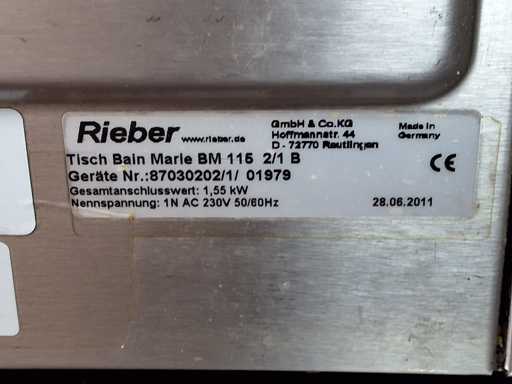 Rieber www.rieber.de
GmbH & Co.KG
Hoffmannstr. 44
D - 72770 Reutlingen
Made in
Germany
Tisch Bain Marie BM 115 2/1 B
Geräte Nr.:87030202/1/ 01979
Gesamtanschlusswert: 1,55 kW
Nennspannung: 1N AC 230V 50/60Hz
CE
28.06.2011